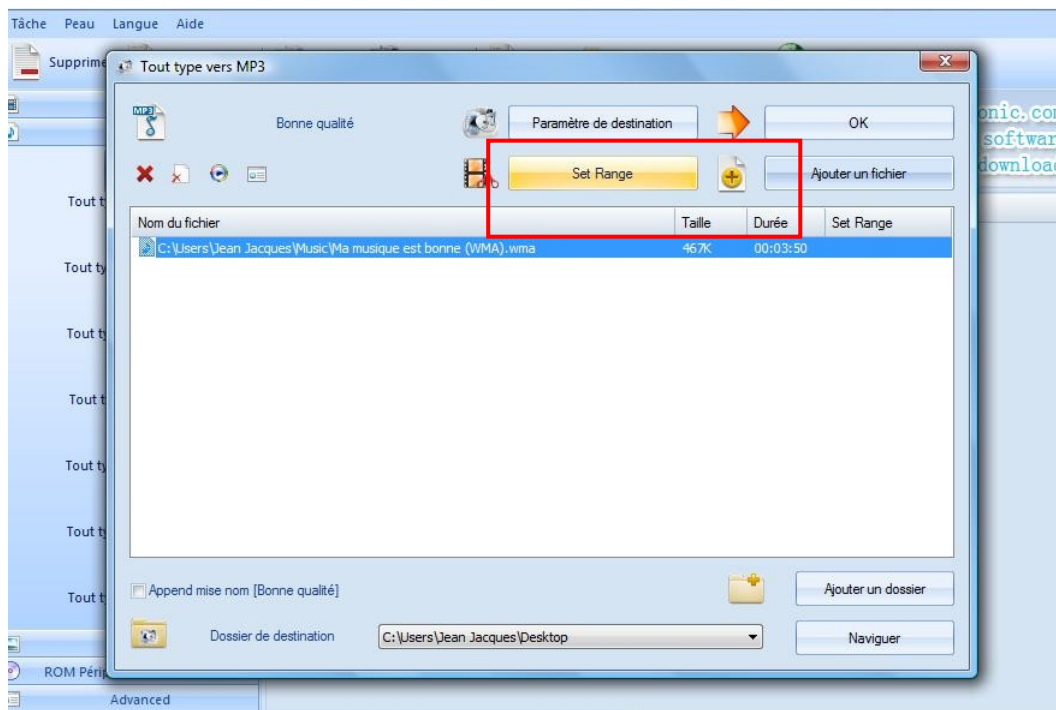 Tâche Peau Langue Aide
Supprime
Tout type vers MP3
Bonne qualité
Paramètre de destination
OK
Set Range
Ajouter un fichier
Nom du fichier Taille Durée Set Range
C:\Users\Jean Jacques\Music\Ma musique est bonne (WMA).wma 467K 00:03:50
Append mise nom [Bonne qualité]
Ajouter un dossier
Dossier de destination
C:\Users\Jean Jacques\Desktop
Naviguer
Tout t
Tout ty
Tout ty
Tout t
Tout ty
Tout ty
Tout t
ROM Périp
Advanced
onic.co
softwar
downloa